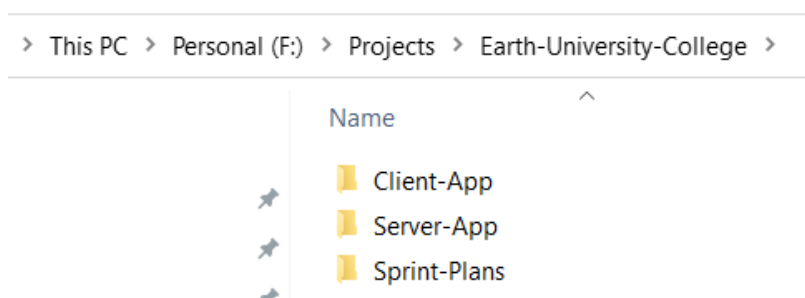 > This PC > Personal (F:) > Projects > Earth-University-College >
Name
Client-App
Server-App
Sprint-Plans